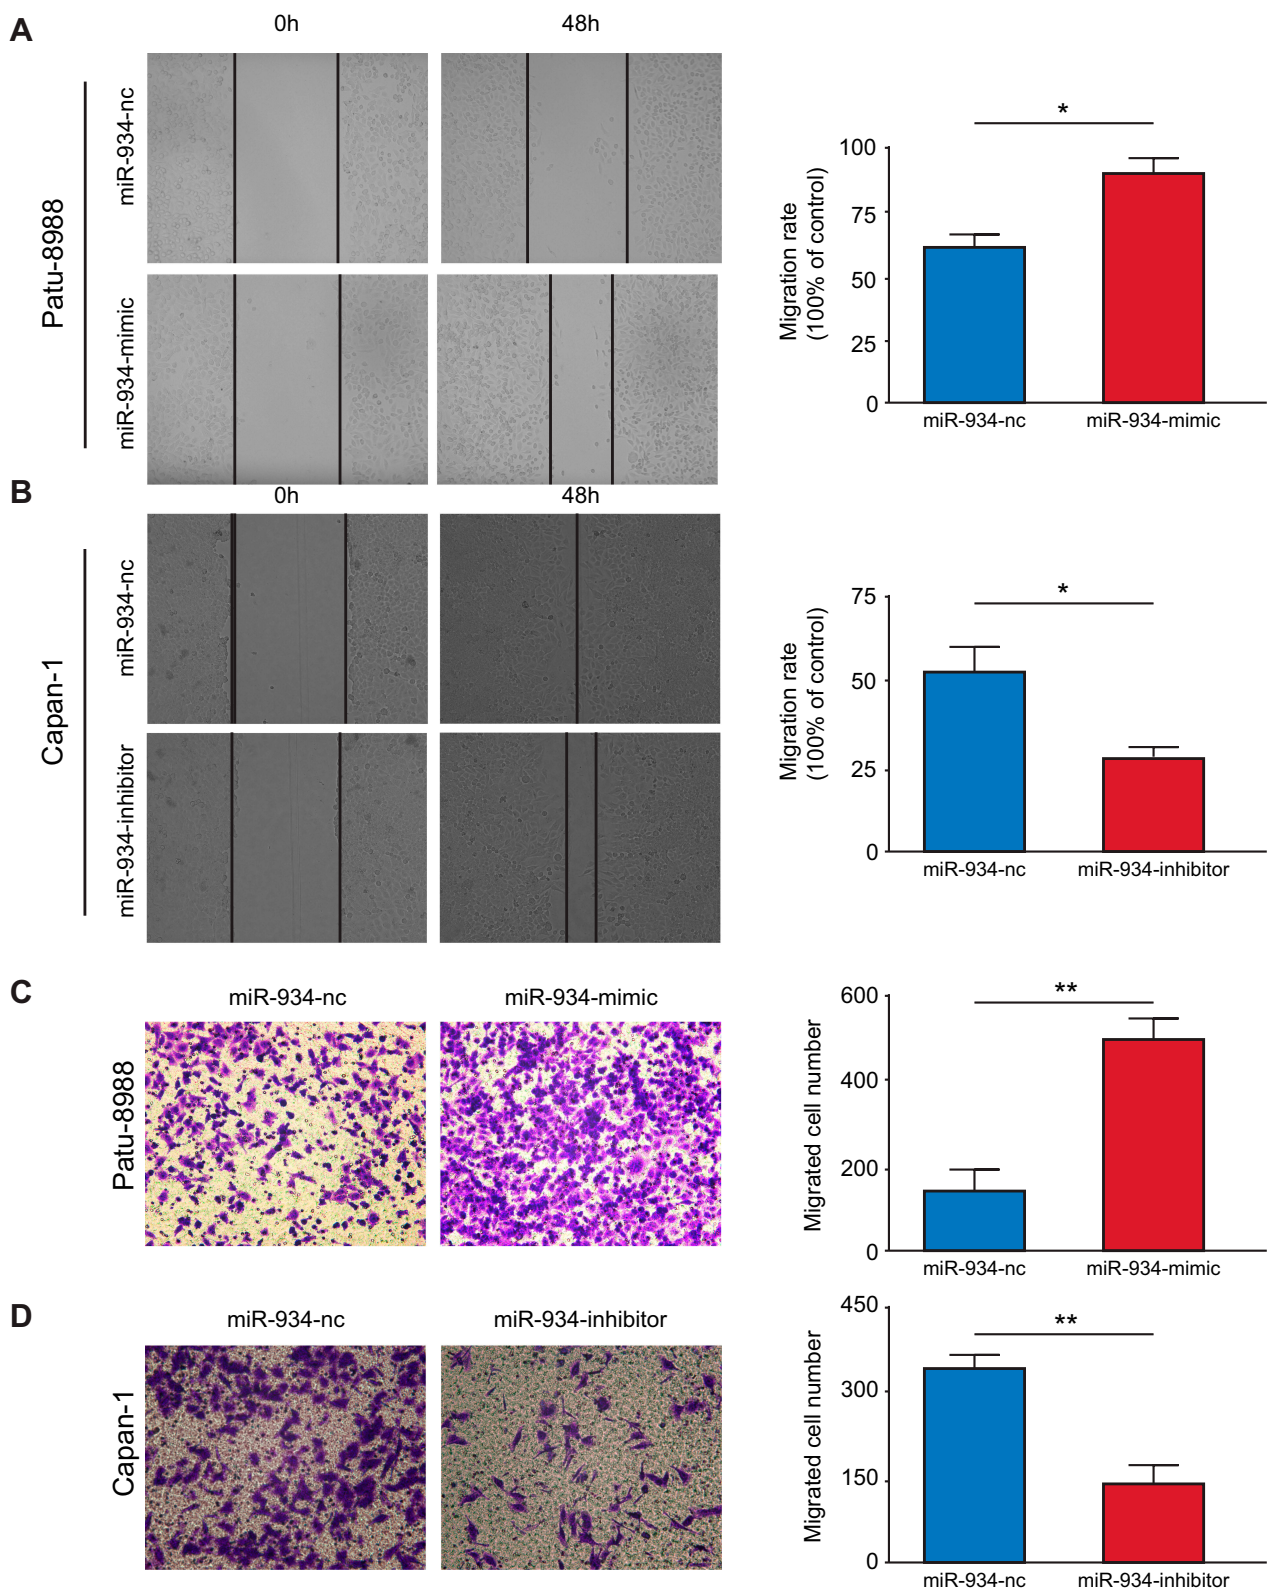 A
0h
48h
Patu-8988
miR-934-nc
miR-934-mimic
Migration rate
(100% of control)
100
75
50
25
0
*
miR-934-nc
miR-934-mimic
B
0h
48h
Capan-1
miR-934-nc
miR-934-inhibitor
Migration rate
(100% of control)
75
50
25
0
*
miR-934-nc
miR-934-inhibitor
C
miR-934-nc
miR-934-mimic
Patu-8988
Migrated cell number
600
400
200
0
**
miR-934-nc
miR-934-mimic
D
miR-934-nc
miR-934-inhibitor
Capan-1
Migrated cell number
450
300
150
0
**
miR-934-nc
miR-934-inhibitor